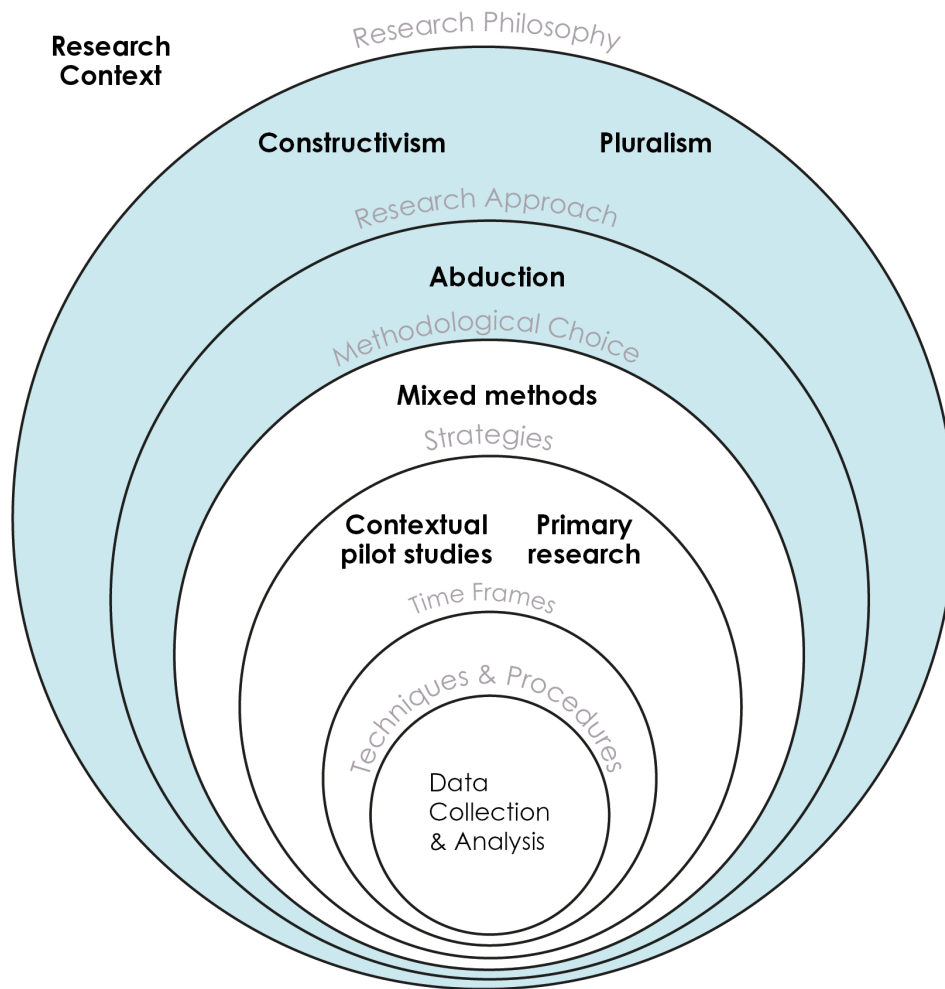 Research Philosophy
Research
Context
Constructivism
Pluralism
Research Approach
Abduction
Methodological Choice
Mixed methods
Strategies
Contextual
pilot studies
Primary
research
Time Frames
Techniques & Procedures
Data
Collection
& Analysis